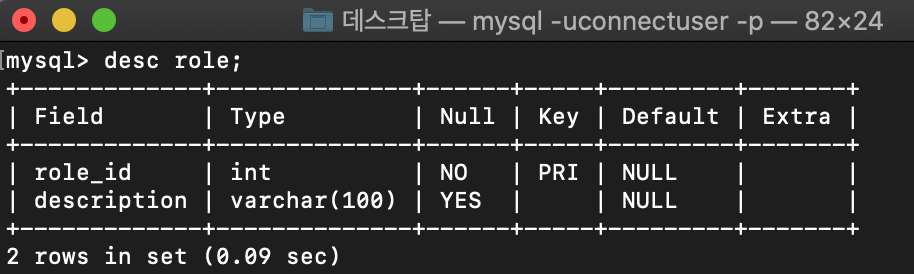 데스크탑 — mysql -uconnectuser -p — 82×24
[mysql> desc role;
+-------------+--------------+------+-----+---------+-------+
| Field       | Type         | Null | Key | Default | Extra |
+-------------+--------------+------+-----+---------+-------+
| role_id     | int          | NO   | PRI | NULL    |       |
| description | varchar(100) | YES  |     | NULL    |       |
+-------------+--------------+------+-----+---------+-------+
2 rows in set (0.09 sec)